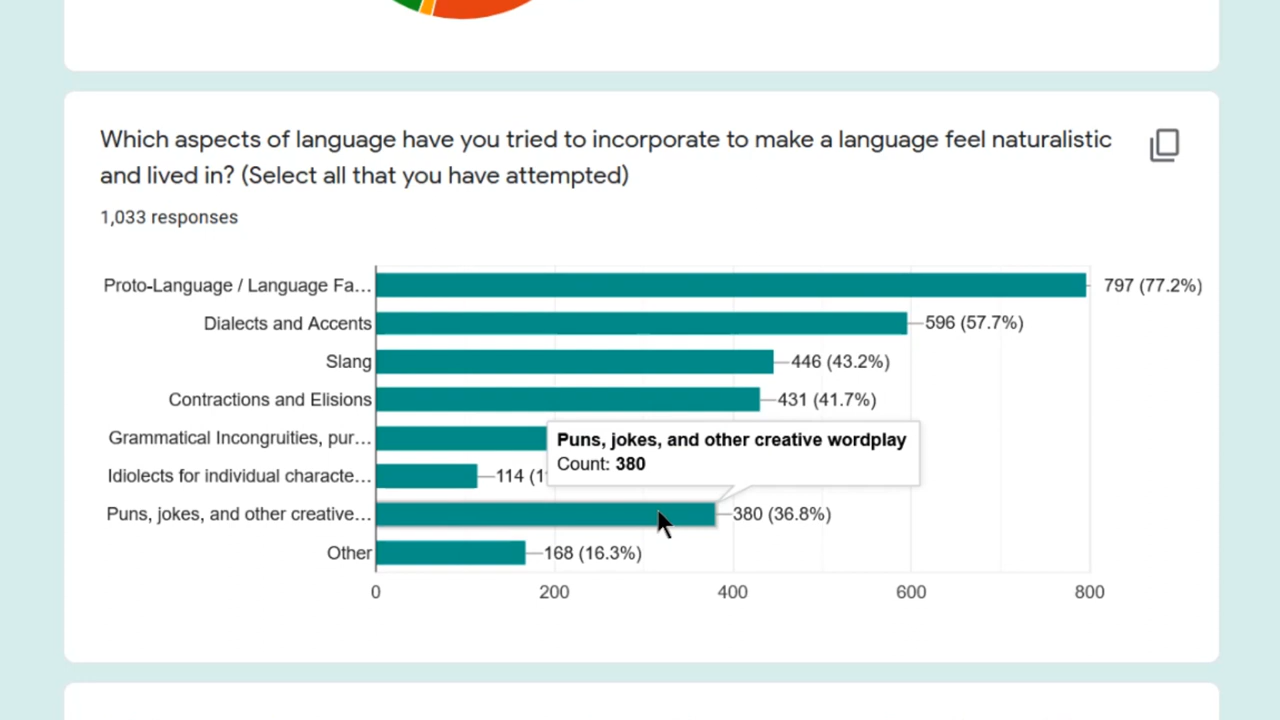 Which aspects of language have you tried to incorporate to make a language feel naturalistic
and lived in? (Select all that you have attempted)
1,033 responses
Proto-Language / Language Fa…
797 (77.2%)
Dialects and Accents
596 (57.7%)
Slang
446 (43.2%)
Contractions and Elisions
431 (41.7%)
Grammatical Incongruities, pur…
Puns, jokes, and other creative wordplay
Count: 380
Idiolects for individual characte…
114 (1
Puns, jokes, and other creative…
380 (36.8%)
Other
168 (16.3%)
0 200 400 600 800